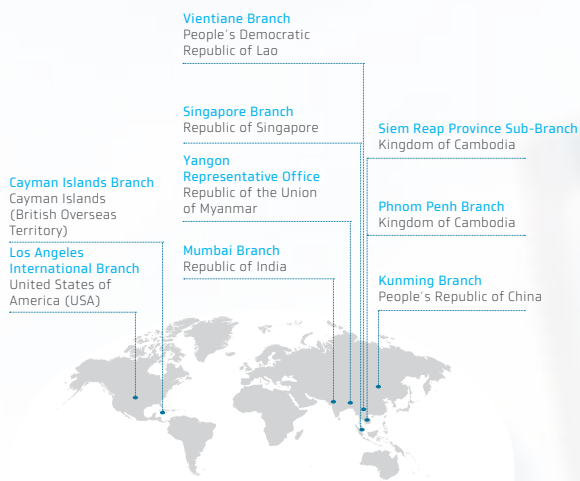 Vientiane Branch
People's Democratic
Republic of Lao
Singapore Branch
Republic of Singapore
Siem Reap Province Sub-Branch
Kingdom of Cambodia
Yangon
Representative Office
Republic of the Union
of Myanmar
Cayman Islands Branch
Cayman Islands
(British Overseas
Territory)
Phnom Penh Branch
Kingdom of Cambodia
Los Angeles
International Branch
United States of
America (USA)
Mumbai Branch
Republic of India
Kunming Branch
People's Republic of China